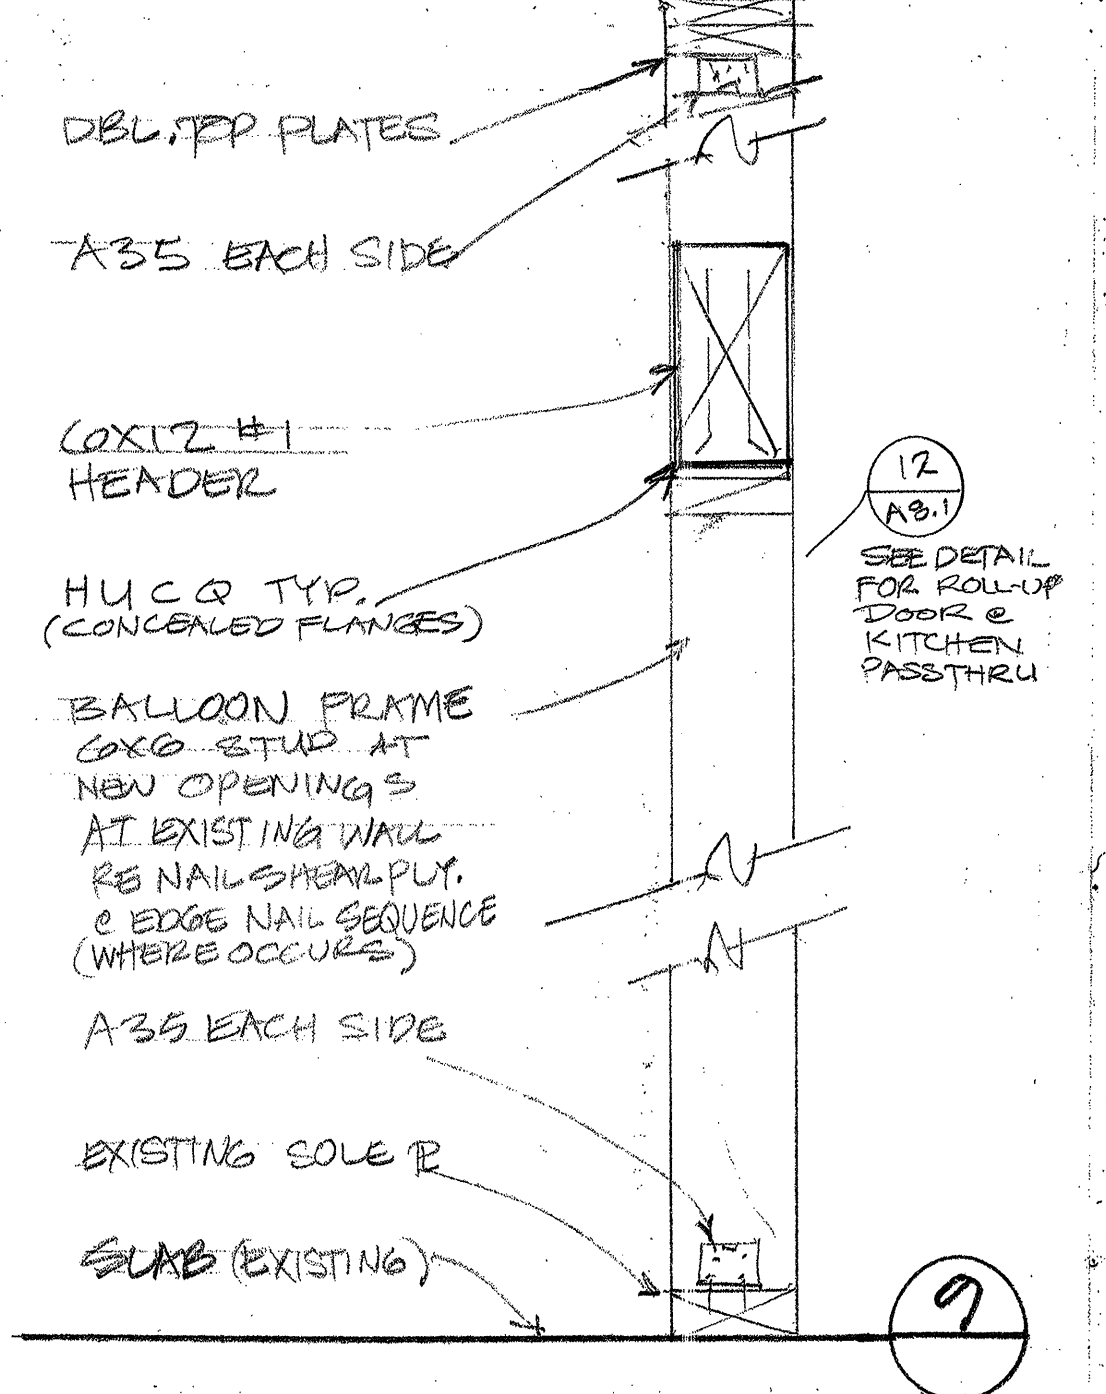 DBL. TOP PLATES
A35 EACH SIDE
6X12 #1
HEADER
HUCQ TYP.
(CONCEALED FLANGES)
BALLOON FRAME
6X6 STUD AT
NEW OPENINGS
AT EXISTING WALL
RE NAIL SHEAR PLY.
@ EDGE NAIL SEQUENCE
(WHERE OCCURS)
A35 EACH SIDE
EXISTING SOLE PL
SLAB (EXISTING)
12
A8.1
SEE DETAIL
FOR ROLL-UP
DOOR @
KITCHEN
PASSTHRU
9